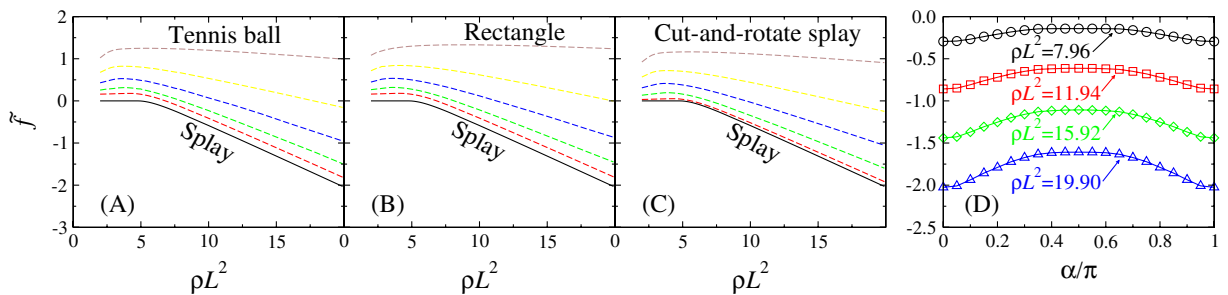 2
1
0
-1
-2
-3
f̃
Tennis ball
Splay
(A)
0
5
10
15
ρL²
Rectangle
Splay
(B)
0
5
10
15
ρL²
Cut-and-rotate splay
Splay
(C)
0
5
10
15
ρL²
0.0
-0.5
-1.0
-1.5
-2.0
-2.5
ρL²=7.96
ρL²=11.94
ρL²=15.92
ρL²=19.90
(D)
0
0.2
0.4
0.6
0.8
1
α/π